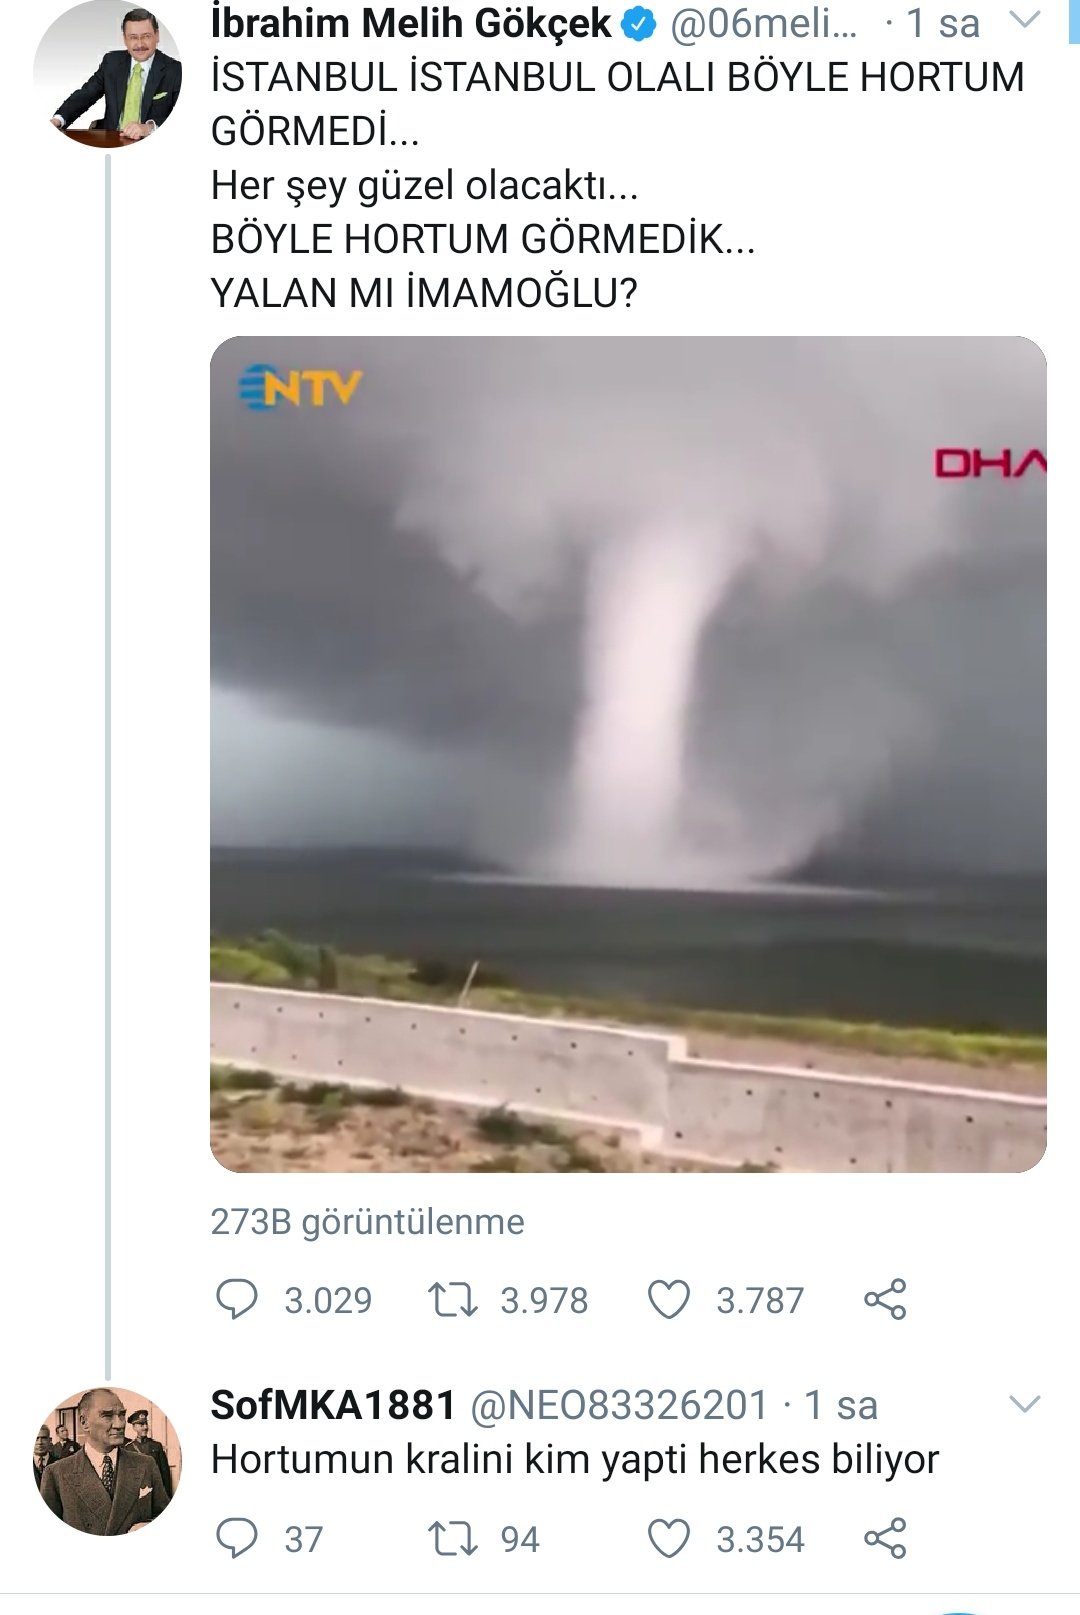 İbrahim Melih Gökçek @06meli... · 1 sa
İSTANBUL İSTANBUL OLALI BÖYLE HORTUM
GÖRMEDİ...
Her şey güzel olacaktı...
BÖYLE HORTUM GÖRMEDİK...
YALAN MI İMAMOĞLU?
NTV
DHA
273B görüntülenme
3.029 3.978 3.787
SofMKA1881 @NEO83326201 · 1 sa
Hortumun kralini kim yapti herkes biliyor
37 94 3.354